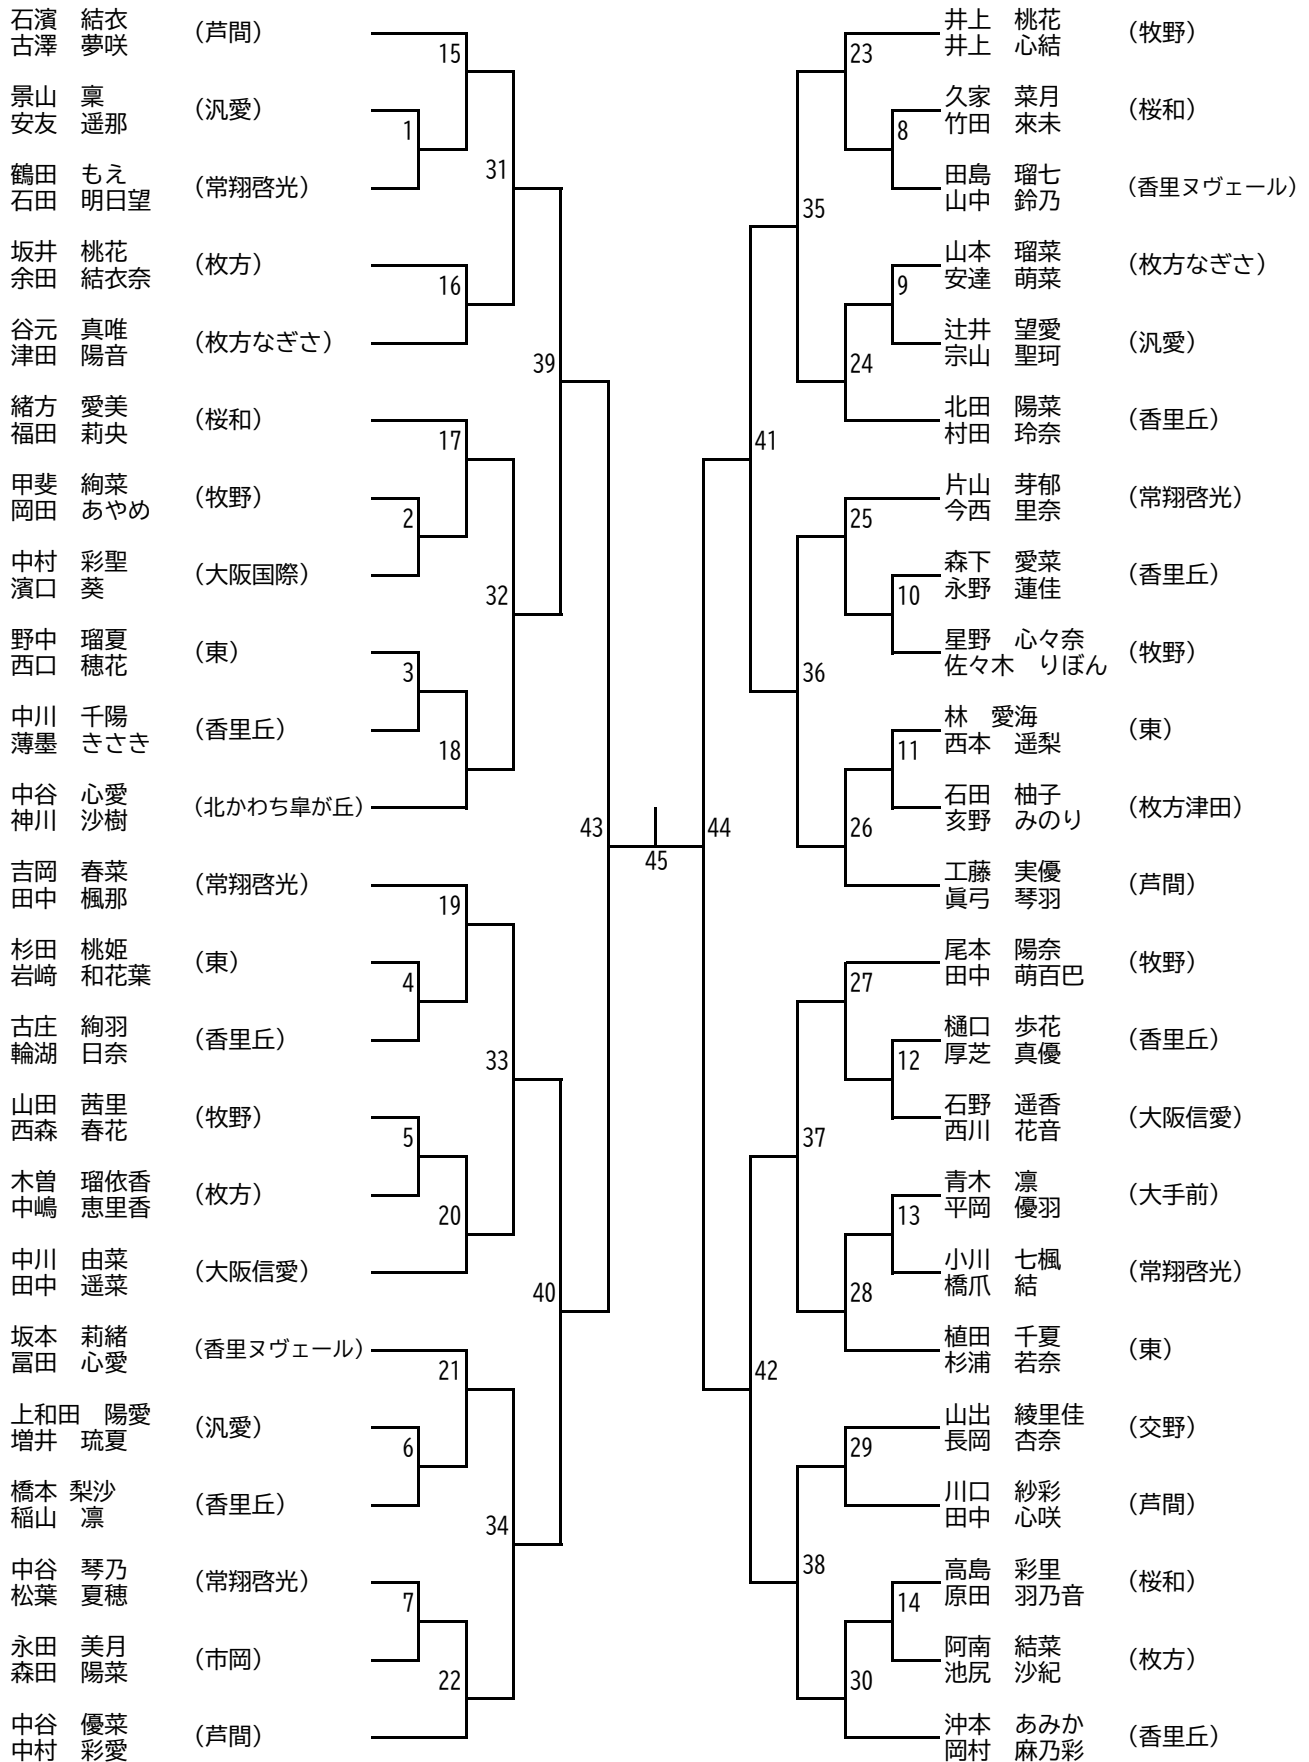 石濱　結衣
古澤　夢咲
（芦間）
景山　稟
安友　遥那
（汎愛）
鶴田　もえ
石田　明日望
（常翔啓光）
坂井　桃花
余田　結衣奈
（枚方）
谷元　真唯
津田　陽音
（枚方なぎさ）
緒方　愛美
福田　莉央
（桜和）
甲斐　絢菜
岡田　あやめ
（牧野）
中村　彩聖
濱口　葵
（大阪国際）
野中　瑠夏
西口　穂花
（東）
中川　千陽
薄墨　きさき
（香里丘）
中谷　心愛
神川　沙樹
（北かわち皐が丘）
吉岡　春菜
田中　楓那
（常翔啓光）
杉田　桃姫
岩﨑　和花葉
（東）
古庄　絢羽
輪湖　日奈
（香里丘）
山田　茜里
西森　春花
（牧野）
木曽　瑠依香
中嶋　恵里香
（枚方）
中川　由菜
田中　遥菜
（大阪信愛）
坂本　莉緒
冨田　心愛
（香里ヌヴェール）
上和田　陽愛
増井　琉夏
（汎愛）
橋本 梨沙
稲山　凛
（香里丘）
中谷　琴乃
松葉　夏穂
（常翔啓光）
永田　美月
森田　陽菜
（市岡）
中谷　優菜
中村　彩愛
（芦間）
15
1
31
16
39
17
2
32
3
18
43
19
4
33
5
20
40
21
6
34
7
22
45
44
23
8
35
9
24
41
25
10
36
11
26
27
12
37
13
28
42
29
38
14
30
井上　桃花
井上　心結
（牧野）
久家　菜月
竹田　來未
（桜和）
田島　瑠七
山中　鈴乃
（香里ヌヴェール）
山本　瑠菜
安達　萌菜
（枚方なぎさ）
辻井　望愛
宗山　聖珂
（汎愛）
北田　陽菜
村田　玲奈
（香里丘）
片山　芽郁
今西　里奈
（常翔啓光）
森下　愛菜
永野　蓮佳
（香里丘）
星野　心々奈
佐々木　りぼん
（牧野）
林　愛海
西本　遥梨
（東）
石田　柚子
亥野　みのり
（枚方津田）
工藤　実優
眞弓　琴羽
（芦間）
尾本　陽奈
田中　萌百巴
（牧野）
樋口　歩花
厚芝　真優
（香里丘）
石野　遥香
西川　花音
（大阪信愛）
青木　凛
平岡　優羽
（大手前）
小川　七楓
橋爪　結
（常翔啓光）
植田　千夏
杉浦　若奈
（東）
山出　綾里佳
長岡　杏奈
（交野）
川口　紗彩
田中　心咲
（芦間）
高島　彩里
原田　羽乃音
（桜和）
阿南　結菜
池尻　沙紀
（枚方）
沖本　あみか
岡村　麻乃彩
（香里丘）